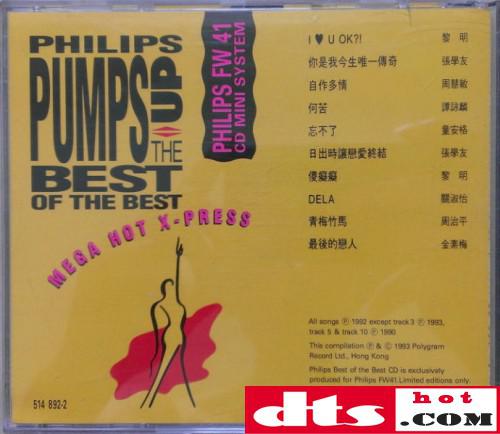 PHILIPS
PUMPS
UP
THE
BEST
OF THE BEST
PHILIPS FW 41
CD MINI SYSTEM
MEGA HOT X-PRESS
I ♥ U OK?! 黎 明
你是我今生唯一傳奇 張學友
自作多情 周慧敏
何苦 譚詠麟
忘不了 童安格
日出時讓戀愛終結 張學友
傻癡癡 黎 明
DELA 關淑怡
青梅竹馬 周治平
最後的戀人 金素梅
All songs Ⓟ 1992 except track 3 Ⓟ 1993,
track 5 & track 10 Ⓟ 1990
This compilation Ⓟ & © 1993 Polygram
Record Ltd., Hong Kong
Philips Best of the Best CD is exclusivaly
produced for Philips FW41.Limited editions only.
514 892-2
dts
hot
.COM